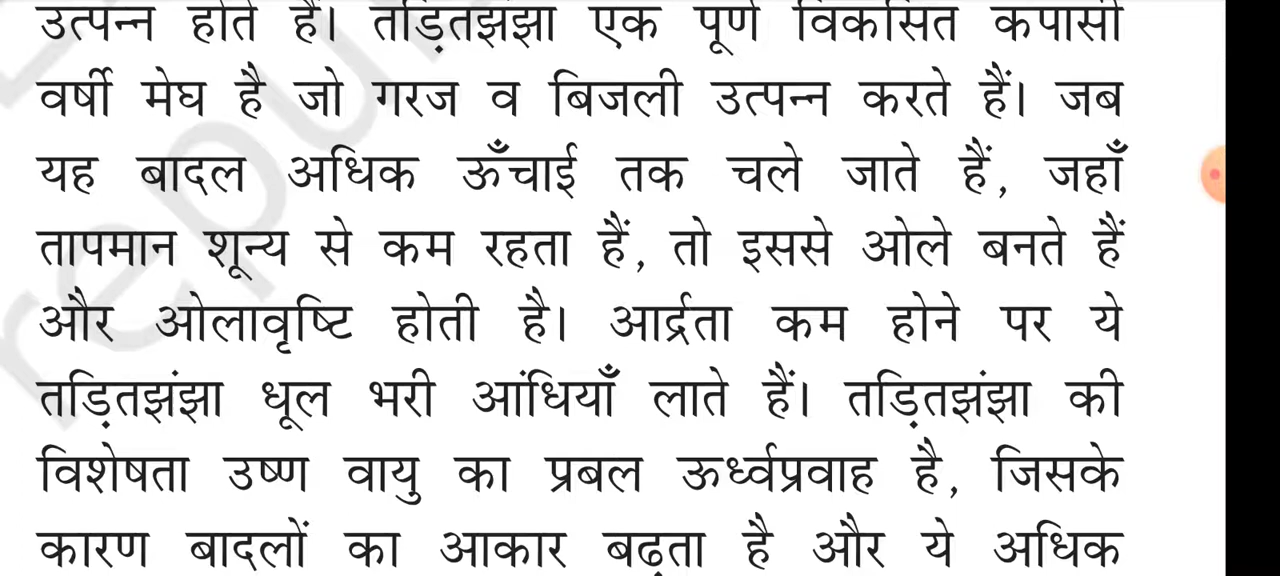 उत्पन्न होते हैं। तड़ितझंझा एक पूर्ण विकसित कपासी
वर्षी मेघ है जो गरज व बिजली उत्पन्न करते हैं। जब
यह बादल अधिक ऊँचाई तक चले जाते हैं, जहाँ
तापमान शून्य से कम रहता हैं, तो इससे ओले बनते हैं
और ओलावृष्टि होती है। आर्द्रता कम होने पर ये
तड़ितझंझा धूल भरी आंधियाँ लाते हैं। तड़ितझंझा की
विशेषता उष्ण वायु का प्रबल ऊर्ध्वप्रवाह है, जिसके
कारण बादलों का आकार बढ़ता है और ये अधिक